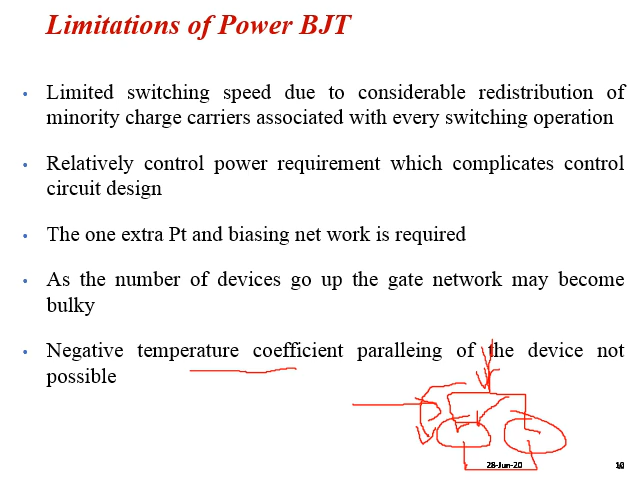 Limitations of Power BJT
• Limited switching speed due to considerable redistribution of
minority charge carriers associated with every switching operation
• Relatively control power requirement which complicates control
circuit design
• The one extra Pt and biasing net work is required
• As the number of devices go up the gate network may become
bulky
• Negative temperature coefficient paralleing of the device not
possible
28-Jun-20 10